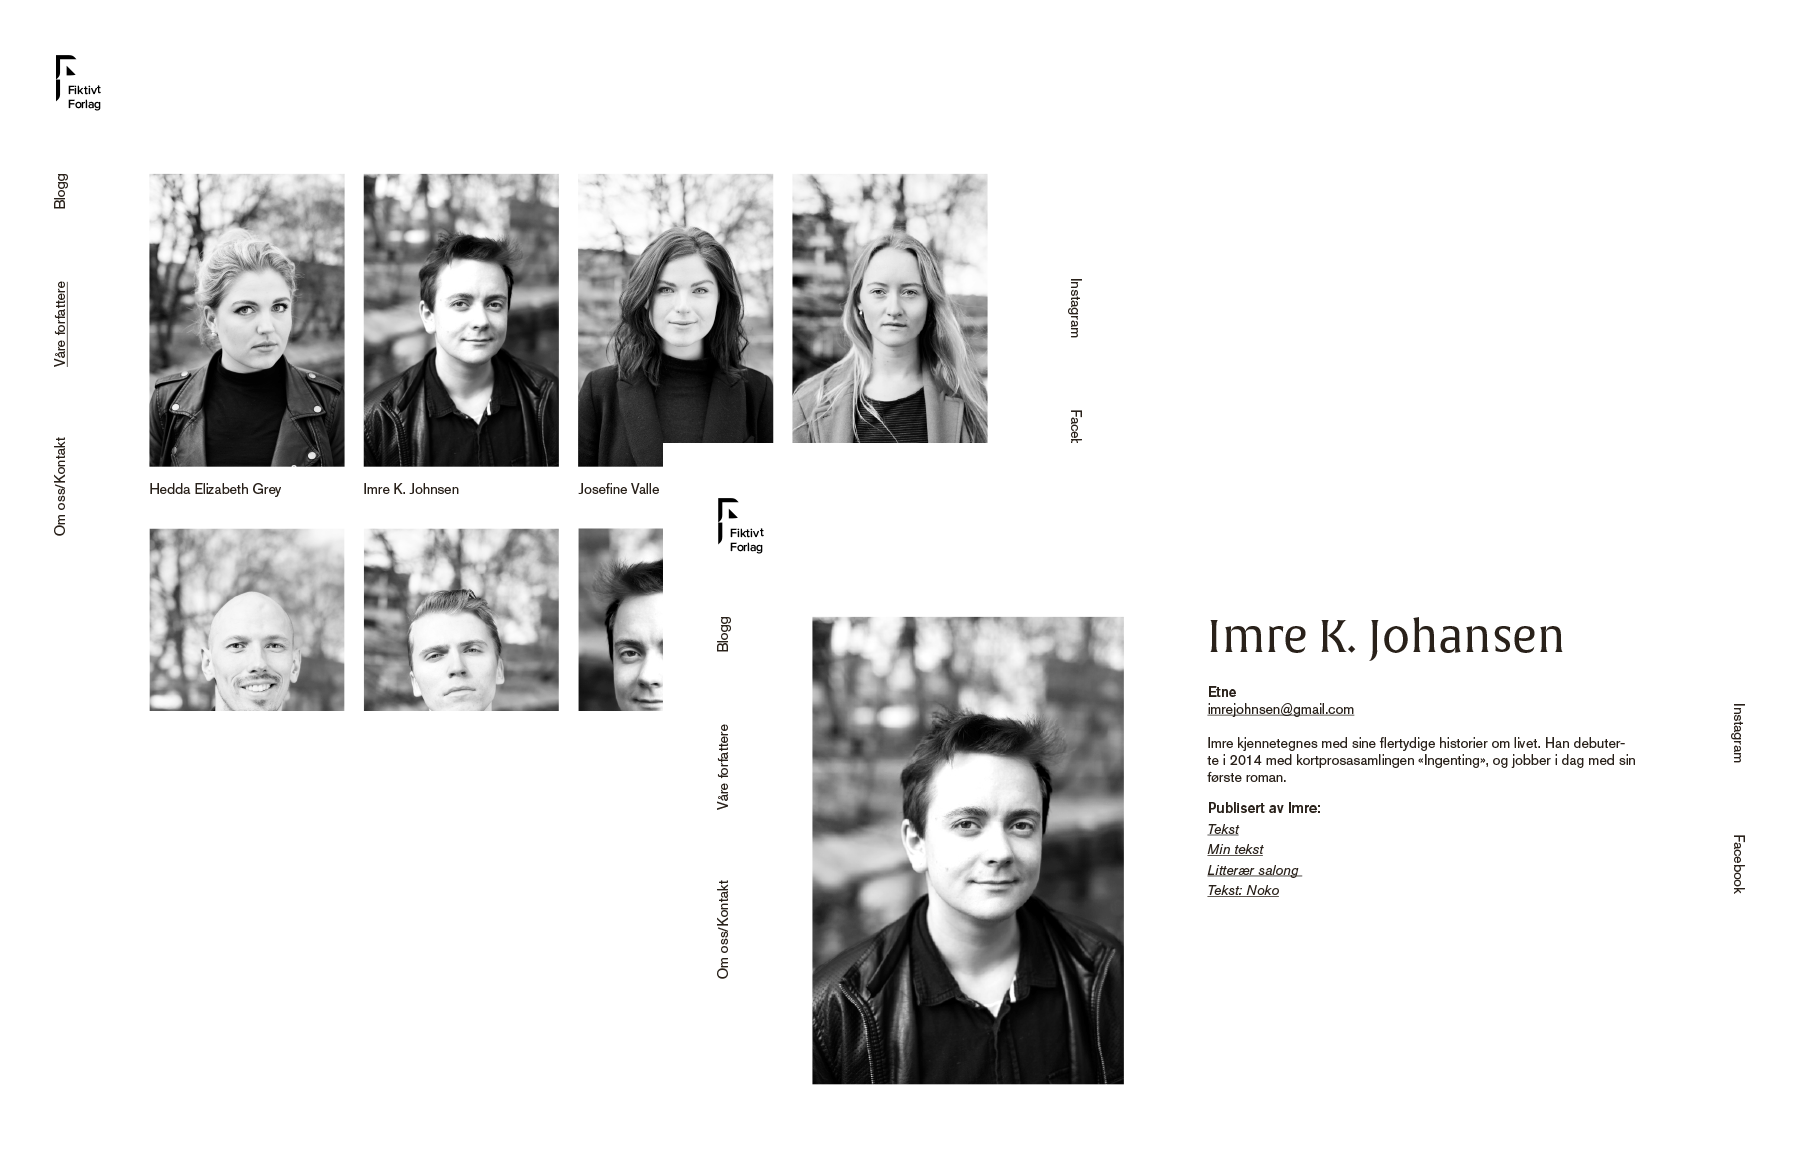 Fiktivt
Forlag
Blogg
Våre forfattere
Om oss/Kontakt
Hedda Elizabeth Grey
Imre K. Johnsen
Josefine Valle
Instagram
Faceb
Fiktivt
Forlag
Blogg
Våre forfattere
Om oss/Kontakt
Imre K. Johansen
Etne
imrejohnsen@gmail.com
Imre kjennetegnes med sine flertydige historier om livet. Han debuter-
te i 2014 med kortprosasamlingen «Ingenting», og jobber i dag med sin
første roman.
Publisert av Imre:
Tekst
Min tekst
Litterær salong
Tekst: Noko
Instagram
Facebook